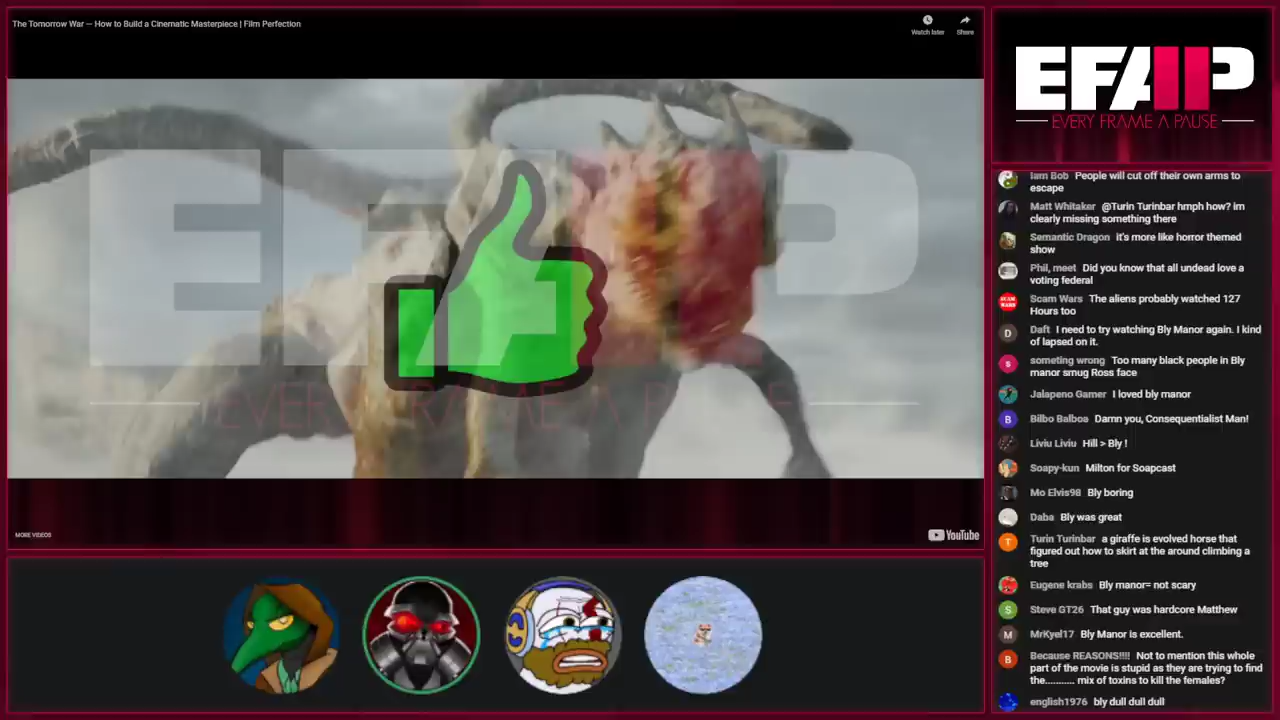 The Tomorrow War — How to Build a Cinematic Masterpiece | Film Perfection
Watch later
Share
EFAP
EVERY FRAME A PAUSE
MORE VIDEOS
YouTube
EFAP
EVERY FRAME A PAUSE
Iam Bob People will cut off their own arms to
escape
Matt Whitaker @Turin Turinbar hmph how? im
clearly missing something there
Semantic Dragon it's more like horror themed
show
Phil, meet Did you know that all undead love a
voting federal
Scam Wars The aliens probably watched 127
Hours too
Daft I need to try watching Bly Manor again. I kind
of lapsed on it.
someting wrong Too many black people in Bly
manor smug Ross face
Jalapeno Gamer I loved bly manor
Bilbo Balboa Damn you, Consequentialist Man!
Liviu Liviu Hill > Bly !
Soapy-kun Milton for Soapcast
Mo Elvis98 Bly boring
Daba Bly was great
Turin Turinbar a giraffe is evolved horse that
figured out how to skirt at the around climbing a
tree
Eugene krabs Bly manor= not scary
Steve GT26 That guy was hardcore Matthew
MrKyel17 Bly Manor is excellent.
Because REASONS!!!! Not to mention this whole
part of the movie is stupid as they are trying to find
the........... mix of toxins to kill the females?
english1976 bly dull dull dull